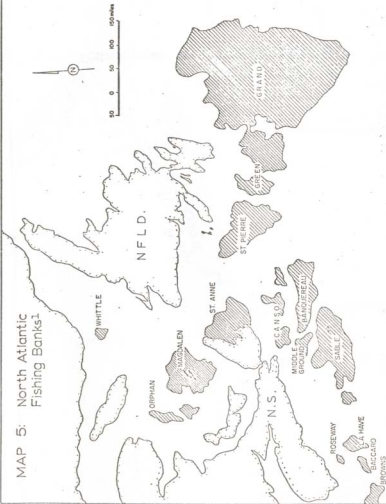 MAP 5: North Atlantic
Fishing Banks¹
N
50 0 50 100 150 miles
WHITTLE
NFLD.
ORPHAN
MAGDALEN
ST. ANNE
ST PIERRE
GREEN
GRAND
N.S.
CANSO
MIDDLE
GROUND
BANQUEREAU
SABLE
ROSEWAY
LA HAVE
BACCARO
BROWNS